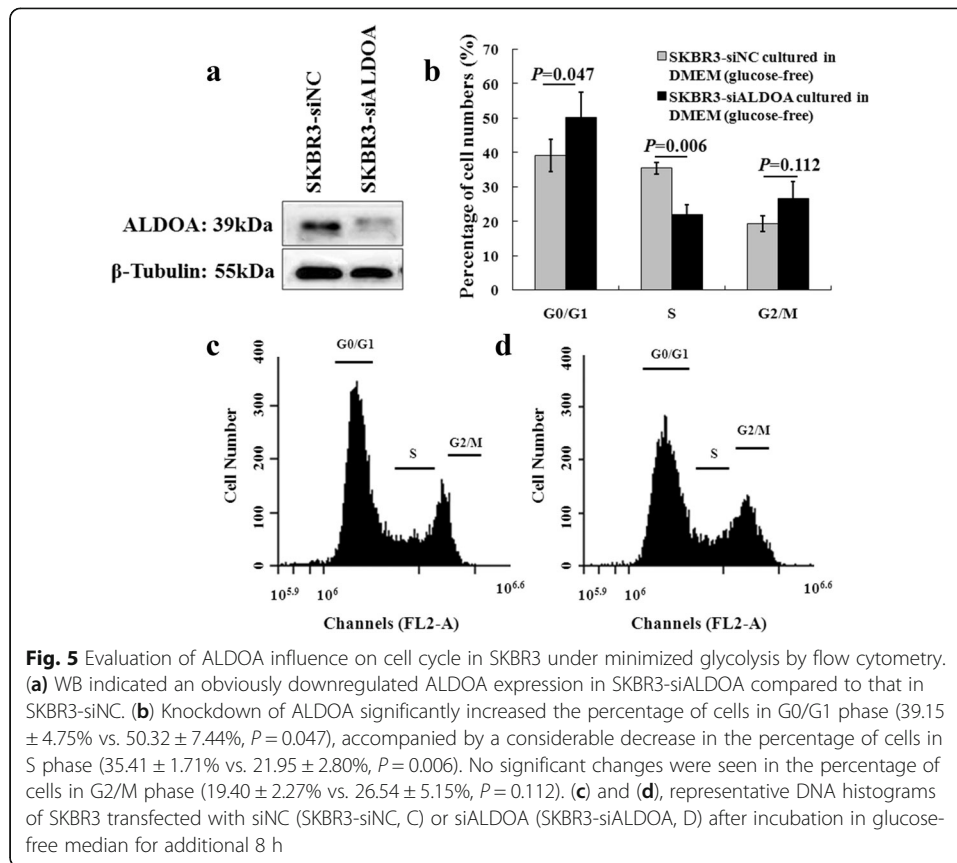 a
SKBR3-siNC
SKBR3-siALDOA
ALDOA: 39kDa
β-Tubulin: 55kDa
b
Percentage of cell numbers (%)
70
60
50
40
30
20
10
0
SKBR3-siNC cultured in
DMEM (glucose-free)
SKBR3-siALDOA cultured in
DMEM (glucose-free)
P=0.047
P=0.006
P=0.112
G0/G1
S
G2/M
c
Cell Number
400
300
200
100
0
G0/G1
S
G2/M
10^5.9
10^6
10^6.6
Channels (FL2-A)
d
Cell Number
400
300
200
100
0
G0/G1
S
G2/M
10^5.9
10^6
10^6.6
Channels (FL2-A)
Fig. 5 Evaluation of ALDOA influence on cell cycle in SKBR3 under minimized glycolysis by flow cytometry.
(a) WB indicated an obviously downregulated ALDOA expression in SKBR3-siALDOA compared to that in
SKBR3-siNC. (b) Knockdown of ALDOA significantly increased the percentage of cells in G0/G1 phase (39.15
± 4.75% vs. 50.32 ± 7.44%, P = 0.047), accompanied by a considerable decrease in the percentage of cells in
S phase (35.41 ± 1.71% vs. 21.95 ± 2.80%, P = 0.006). No significant changes were seen in the percentage of
cells in G2/M phase (19.40 ± 2.27% vs. 26.54 ± 5.15%, P = 0.112). (c) and (d), representative DNA histograms
of SKBR3 transfected with siNC (SKBR3-siNC, C) or siALDOA (SKBR3-siALDOA, D) after incubation in glucose-
free median for additional 8 h